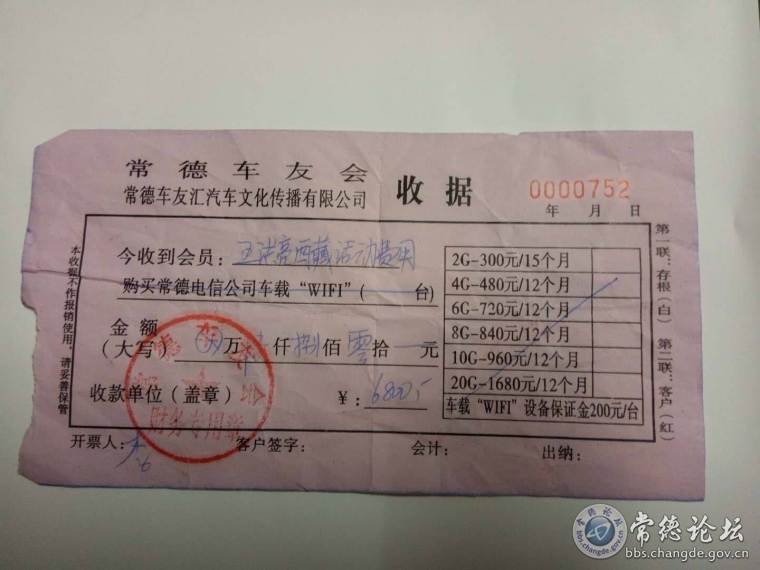 常德车友会
常德车友汇汽车文化传播有限公司
收据
0000752
年 月 日
今收到会员: 西藏活动费用
购买常德电信公司车载“WIFI”( 台)
金额
(大写) 万 仟 捌 佰 零 拾 元
收款单位(盖章) ¥: 6800
2G-300元/15个月
4G-480元/12个月
6G-720元/12个月
8G-840元/12个月
10G-960元/12个月
20G-1680元/12个月
车载“WIFI”设备保证金200元/台
开票人: 客户签字: 会计: 出纳:
本收据不作报销使用,请妥善保管
第一联:存根(白) 第二联:客户(红)
财务专用章
常德论坛
bbs.changde.gov.cn